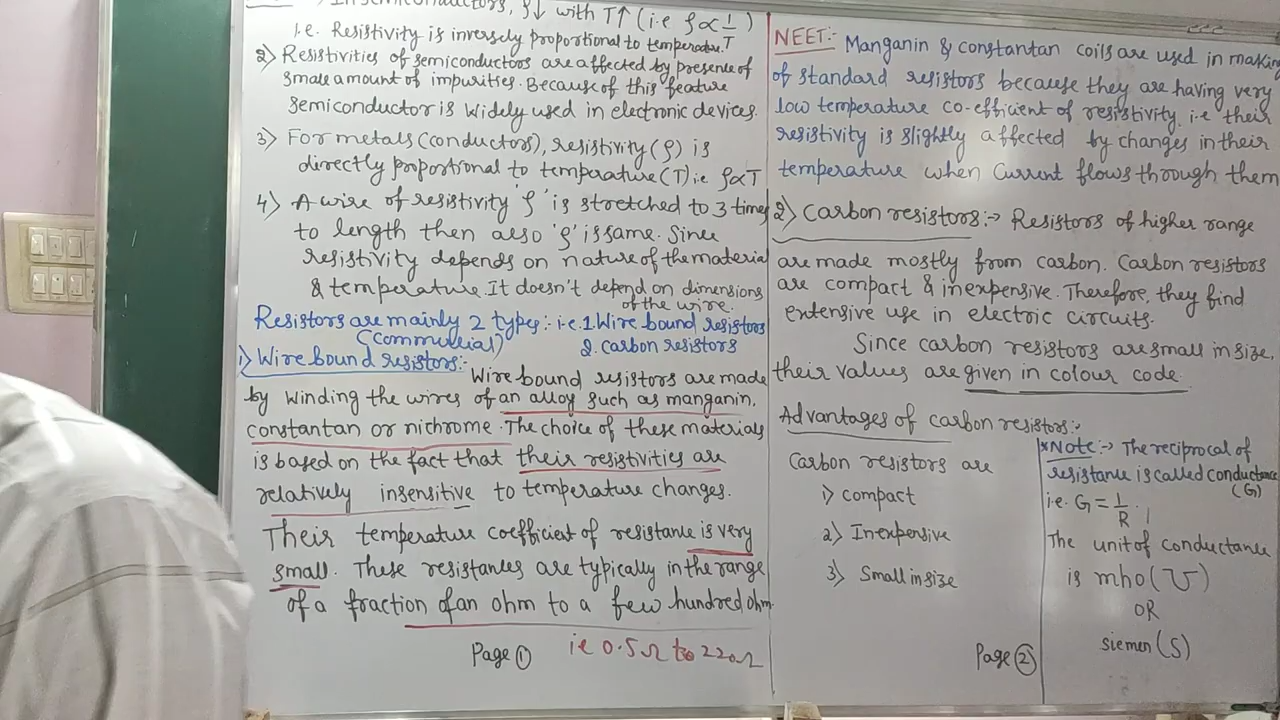 In semiconductors, ρ↓ with T↑ (i.e ρ ∝ 1/T)
i.e. Resistivity is inversely proportional to temperature.
2) Resistivities of semiconductors are affected by presence of
small amount of impurities. Because of this feature
semiconductor is widely used in electronic devices.
3) For metals (conductors), resistivity (ρ) is
directly proportional to temperature (T) i.e ρ∝T
4) A wire of resistivity 'ρ' is stretched to 3 times
to length then also 'ρ' is same. Since
resistivity depends on nature of the material
& temperature. It doesn't depend on dimensions
of the wire.
Resistors are mainly 2 types:- i.e. 1. Wire bound resistors
(commercial) 2. carbon resistors
1) Wire bound resistors:-
Wire bound resistors are made
by winding the wires of an alloy such as manganin,
constantan or nichrome. The choice of these materials
is based on the fact that their resistivities are
relatively insensitive to temperature changes.
Their temperature coefficient of resistance is very
small. These resistances are typically in the range
of a fraction of an ohm to a few hundred ohm
Page ① i.e 0.5Ω to 220Ω
NEET:- Manganin & constantan coils are used in making
of standard resistors because they are having very
low temperature co-efficient of resistivity. i.e their
resistivity is slightly affected by changes in their
temperature when current flows through them
2) Carbon resistors:→ Resistors of higher range
are made mostly from carbon. Carbon resistors
are compact & inexpensive. Therefore, they find
extensive use in electric circuits.
Since carbon resistors are small in size,
their values are given in colour code.
Advantages of carbon resistors:-
Carbon resistors are
1) compact
2) Inexpensive
3) Small in size
Page ②
*Note:→ The reciprocal of
resistance is called conductance
(G)
i.e. G = 1/R.
The unit of conductance
is mho (℧)
OR
siemen (S)